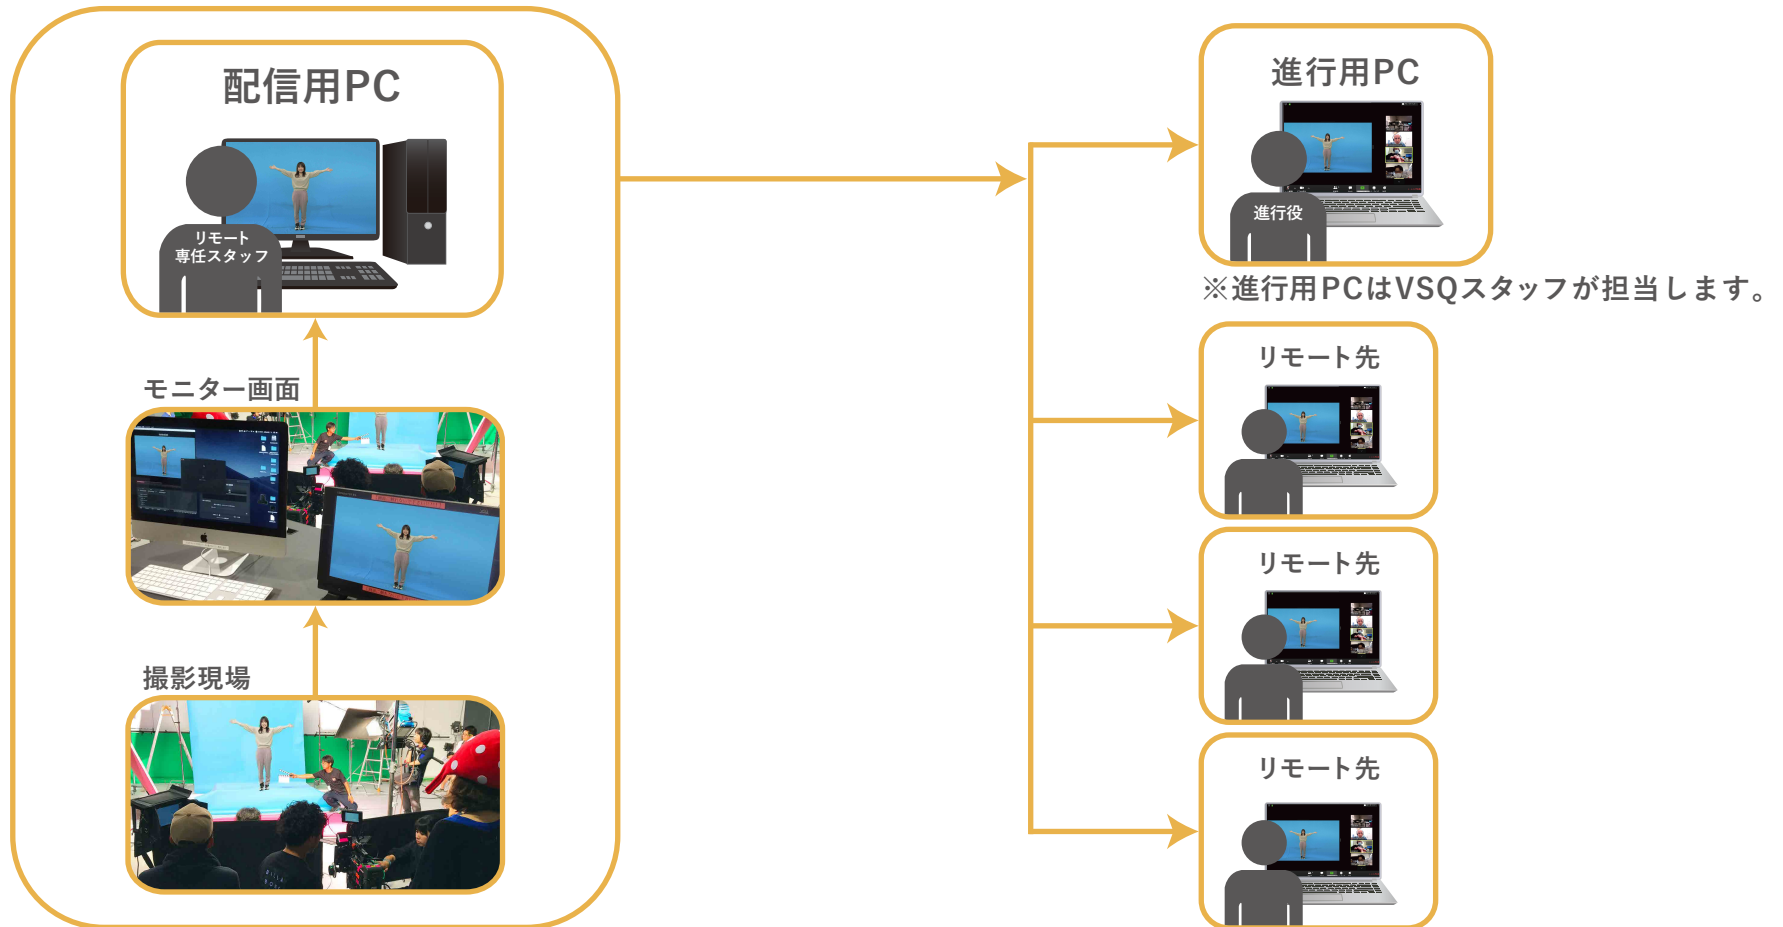 配信用PC
リモート
専任スタッフ
モニター画面
撮影現場
進行用PC
進行役
※進行用PCはVSQスタッフが担当します。
リモート先
リモート先
リモート先